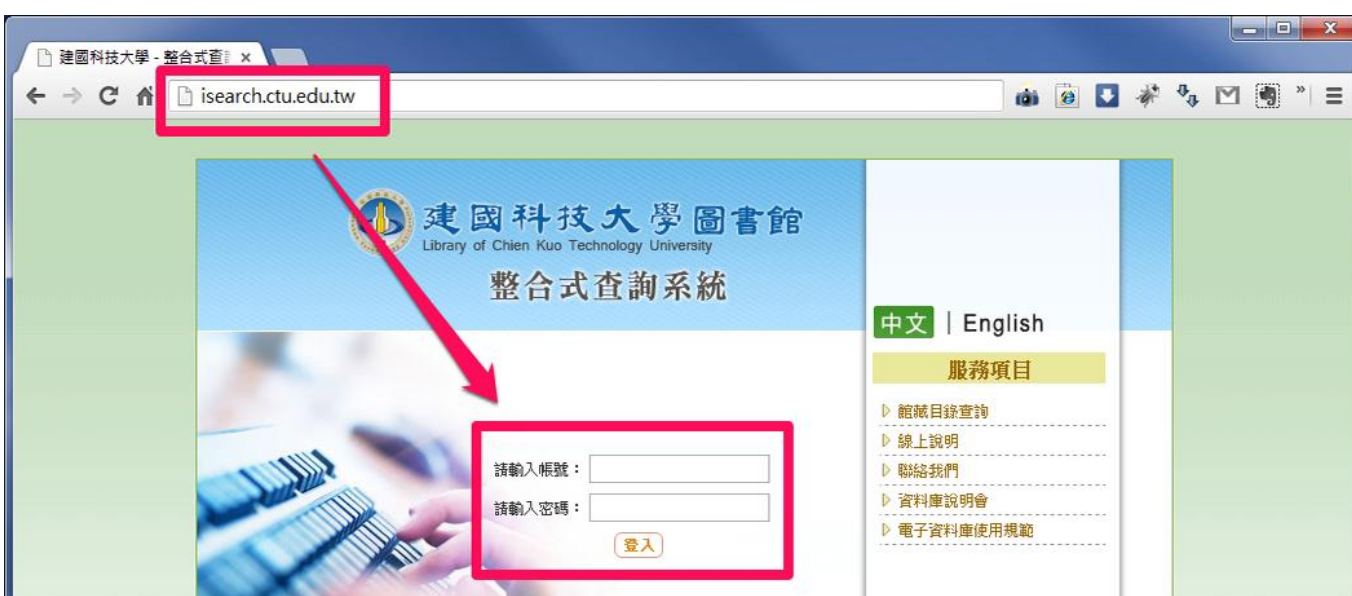 建國科技大學 - 整合式查
isearch.ctu.edu.tw
建國科技大學圖書館
Library of Chien Kuo Technology University
整合式查詢系統
中文 | English
服務項目
館藏目錄查詢
線上說明
聯絡我們
資料庫說明會
電子資料庫使用規範
請輸入帳號：
請輸入密碼：
登入